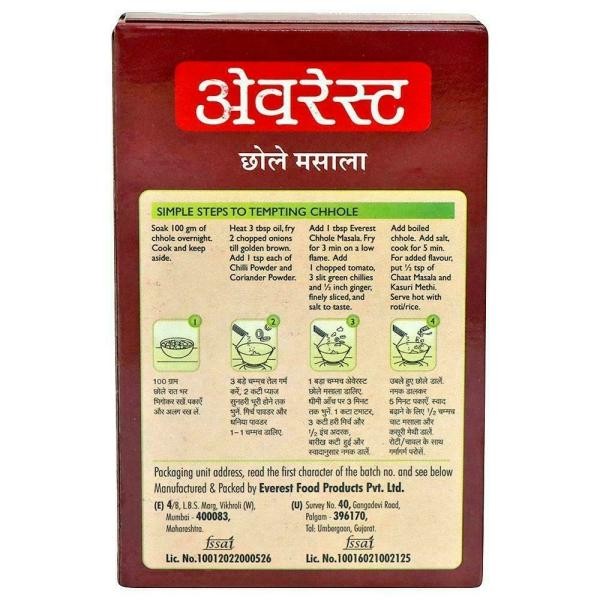 अेवरेस्ट
छोले मसाला
SIMPLE STEPS TO TEMPTING CHHOLE
Soak 100 gm of
chhole overnight.
Cook and keep
aside.
Heat 3 tbsp oil, fry
2 chopped onions
till golden brown.
Add 1 tsp each of
Chilli Powder and
Coriander Powder.
Add 1 tbsp Everest
Chhole Masala. Fry
for 3 min on a low
flame. Add
1 chopped tomato,
3 slit green chillies
and ½ inch ginger,
finely sliced, and
salt to taste.
Add boiled
chhole. Add salt,
cook for 5 min.
For added flavour,
put ½ tsp of
Chaat Masala and
Kasuri Methi.
Serve hot with
roti/rice.
1
2
3
4
100 ग्राम
छोले रात भर
भिगोकर रखें.पकाएँ
और अलग रख लें.
3 बड़े चम्मच तेल गर्म
करें, 2 कटी प्याज
सुनहरी भूरी होने तक
भुनें. मिर्च पावडर और
धनिया पावडर
1-1 चम्मच डालिए.
1 बड़ा चम्मच अेवेरेस्ट
छोले मसाला डालिए.
धीमी आँच पर 3 मिनट
तक भुनें. 1 कटा टमाटर,
3 कटी हरी मिर्च और
½ इंच अदरक,
बारीख कटी हुई और
स्वादानुसार नमक डालें.
उबले हुए छोले डालें.
नमक डालकर
5 मिनट पकाएँ. स्वाद
बढ़ाने के लिए ½ चम्मच
चाट मसाला और
कसूरी मेथी डालें.
रोटी/चावल के साथ
गर्मागर्म परोसें.
Packaging unit address, read the first character of the batch no. and see below
Manufactured & Packed by Everest Food Products Pvt. Ltd.
(E) 4/B, L.B.S. Marg, Vikhroli (W),
Mumbai - 400083,
Maharashtra.
fssai
Lic. No.10012022000526
(U) Survey No. 40, Gangadevi Road,
Palgam - 396170,
Tal: Umbergaon, Gujarat.
fssai
Lic. No.10016021002125